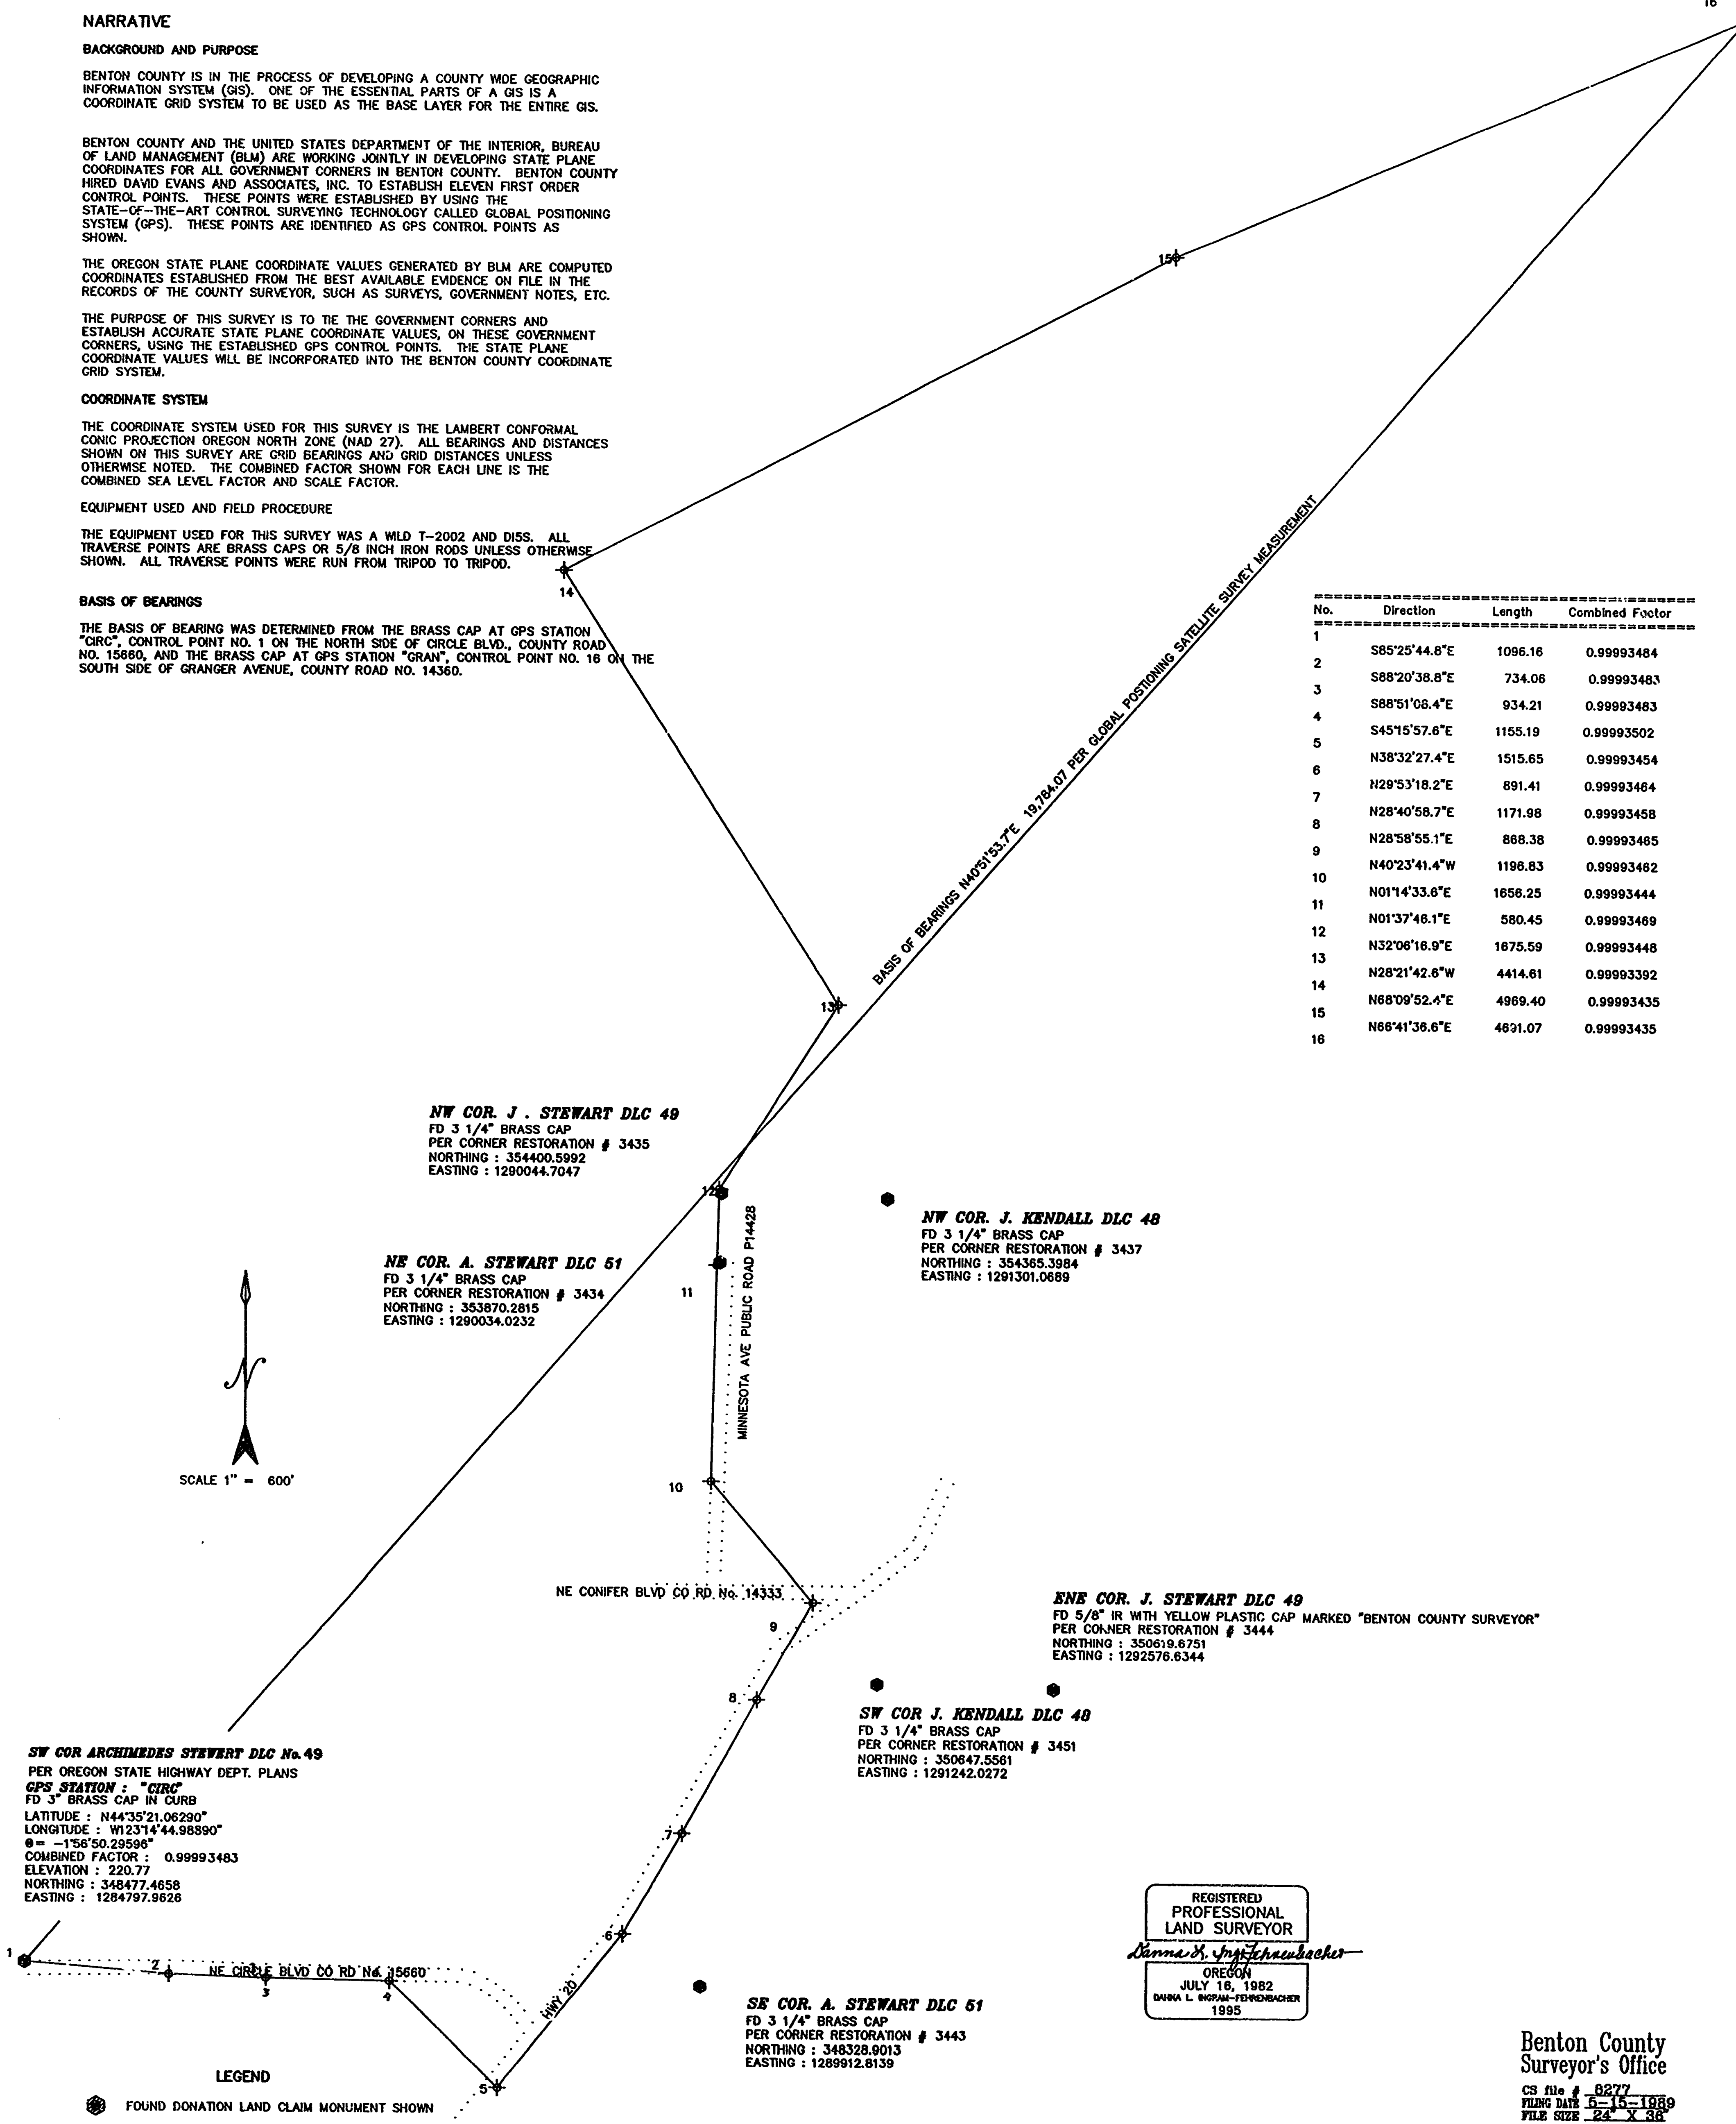 16
NARRATIVE
BACKGROUND AND PURPOSE
BENTON COUNTY IS IN THE PROCESS OF DEVELOPING A COUNTY WIDE GEOGRAPHIC
INFORMATION SYSTEM (GIS). ONE OF THE ESSENTIAL PARTS OF A GIS IS A
COORDINATE GRID SYSTEM TO BE USED AS THE BASE LAYER FOR THE ENTIRE GIS.
BENTON COUNTY AND THE UNITED STATES DEPARTMENT OF THE INTERIOR, BUREAU
OF LAND MANAGEMENT (BLM) ARE WORKING JOINTLY IN DEVELOPING STATE PLANE
COORDINATES FOR ALL GOVERNMENT CORNERS IN BENTON COUNTY. BENTON COUNTY
HIRED DAVID EVANS AND ASSOCIATES, INC. TO ESTABLISH ELEVEN FIRST ORDER
CONTROL POINTS. THESE POINTS WERE ESTABLISHED BY USING THE
STATE-OF-THE-ART CONTROL SURVEYING TECHNOLOGY CALLED GLOBAL POSITIONING
SYSTEM (GPS). THESE POINTS ARE IDENTIFIED AS GPS CONTROL POINTS AS
SHOWN.
THE OREGON STATE PLANE COORDINATE VALUES GENERATED BY BLM ARE COMPUTED
COORDINATES ESTABLISHED FROM THE BEST AVAILABLE EVIDENCE ON FILE IN THE
RECORDS OF THE COUNTY SURVEYOR, SUCH AS SURVEYS, GOVERNMENT NOTES, ETC.
THE PURPOSE OF THIS SURVEY IS TO TIE THE GOVERNMENT CORNERS AND
ESTABLISH ACCURATE STATE PLANE COORDINATE VALUES, ON THESE GOVERNMENT
CORNERS, USING THE ESTABLISHED GPS CONTROL POINTS. THE STATE PLANE
COORDINATE VALUES WILL BE INCORPORATED INTO THE BENTON COUNTY COORDINATE
GRID SYSTEM.
COORDINATE SYSTEM
THE COORDINATE SYSTEM USED FOR THIS SURVEY IS THE LAMBERT CONFORMAL
CONIC PROJECTION OREGON NORTH ZONE (NAD 27). ALL BEARINGS AND DISTANCES
SHOWN ON THIS SURVEY ARE GRID BEARINGS AND GRID DISTANCES UNLESS
OTHERWISE NOTED. THE COMBINED FACTOR SHOWN FOR EACH LINE IS THE
COMBINED SEA LEVEL FACTOR AND SCALE FACTOR.
EQUIPMENT USED AND FIELD PROCEDURE
THE EQUIPMENT USED FOR THIS SURVEY WAS A WILD T-2002 AND DI5S. ALL
TRAVERSE POINTS ARE BRASS CAPS OR 5/8 INCH IRON RODS UNLESS OTHERWISE
SHOWN. ALL TRAVERSE POINTS WERE RUN FROM TRIPOD TO TRIPOD.
BASIS OF BEARINGS
THE BASIS OF BEARING WAS DETERMINED FROM THE BRASS CAP AT GPS STATION
"CIRC", CONTROL POINT NO. 1 ON THE NORTH SIDE OF CIRCLE BLVD., COUNTY ROAD
NO. 15660, AND THE BRASS CAP AT GPS STATION "GRAN", CONTROL POINT NO. 16 ON THE
SOUTH SIDE OF GRANGER AVENUE, COUNTY ROAD NO. 14360.
15
14
13
BASIS OF BEARINGS N40°51'53.7"E 19,784.07 PER GLOBAL POSTIONING SATELLITE SURVEY MEASUREMENT
No. Direction Length Combined Factor
1
S85°25'44.8"E 1096.16 0.99993484
2
S88°20'38.8"E 734.06 0.99993483
3
S88°51'08.4"E 934.21 0.99993483
4
S45°15'57.6"E 1155.19 0.99993502
5
N38°32'27.4"E 1515.65 0.99993454
6
N29°53'18.2"E 891.41 0.99993464
7
N28°40'58.7"E 1171.98 0.99993458
8
N28°58'55.1"E 868.38 0.99993465
9
N40°23'41.4"W 1196.83 0.99993462
10
N01°14'33.6"E 1656.25 0.99993444
11
N01°37'46.1"E 580.45 0.99993469
12
N32°06'16.9"E 1675.59 0.99993448
13
N28°21'42.6"W 4414.61 0.99993392
14
N68°09'52.4"E 4969.40 0.99993435
15
N66°41'36.6"E 4691.07 0.99993435
16
NW COR. J . STEWART DLC 49
FD 3 1/4" BRASS CAP
PER CORNER RESTORATION # 3435
NORTHING : 354400.5992
EASTING : 1290044.7047
12
NW COR. J. KENDALL DLC 48
FD 3 1/4" BRASS CAP
PER CORNER RESTORATION # 3437
NORTHING : 354365.3984
EASTING : 1291301.0689
NE COR. A. STEWART DLC 51
FD 3 1/4" BRASS CAP
PER CORNER RESTORATION # 3434
NORTHING : 353870.2815
EASTING : 1290034.0232
11
MINNESOTA AVE PUBLIC ROAD P14428
N
SCALE 1" = 600'
10
NE CONIFER BLVD CO RD No. 14333
9
ENE COR. J. STEWART DLC 49
FD 5/8" IR WITH YELLOW PLASTIC CAP MARKED "BENTON COUNTY SURVEYOR"
PER CORNER RESTORATION # 3444
NORTHING : 350619.6751
EASTING : 1292576.6344
8
SW COR J. KENDALL DLC 48
FD 3 1/4" BRASS CAP
PER CORNER RESTORATION # 3451
NORTHING : 350647.5561
EASTING : 1291242.0272
SW COR ARCHIMEDES STEWERT DLC No.49
PER OREGON STATE HIGHWAY DEPT. PLANS
GPS STATION : "CIRC"
FD 3" BRASS CAP IN CURB
LATITUDE : N44°35'21.06290"
LONGITUDE : W123°14'44.98890"
θ= -1°56'50.29596"
COMBINED FACTOR : 0.99993483
ELEVATION : 220.77
NORTHING : 348477.4658
EASTING : 1284797.9626
7
6
1
2
NE CIRCLE BLVD CO RD No. 15660
3
4
HWY 20
5
SE COR. A. STEWART DLC 51
FD 3 1/4" BRASS CAP
PER CORNER RESTORATION # 3443
NORTHING : 348328.9013
EASTING : 1289912.8139
REGISTERED
PROFESSIONAL
LAND SURVEYOR
Danna L. Ing-Fehrenbacher
OREGON
JULY 16, 1982
DANNA L. INGRAM-FEHRENBACHER
1995
LEGEND
FOUND DONATION LAND CLAIM MONUMENT SHOWN
Benton County
Surveyor's Office
CS file # 8277
FILING DATE 5-15-1989
FILE SIZE 24" X 36"